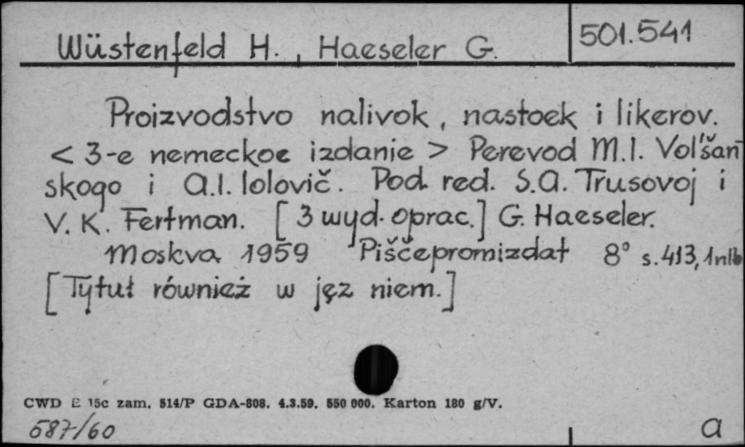 Wüstenfeld H., Haeseler G.
501.541
Proizvodstvo nalivok, nastoek i likerov.
< 3-e nemeckoe izdanie > Perevod M.I. Vol'šan
skogo i A.I. Iolovič. Pod red. S.A. Trusovoj i
V. K. Fertman. [3 wyd. oprac.] G. Haeseler.
Moskva 1959 Piščepromizdat 8° s. 413, 1nlb
[Tytuł również w jęz niem.]
CWD E 15c zam. 514/P GDA-808. 4.3.59. 550 000. Karton 180 g/V.
587/60
a